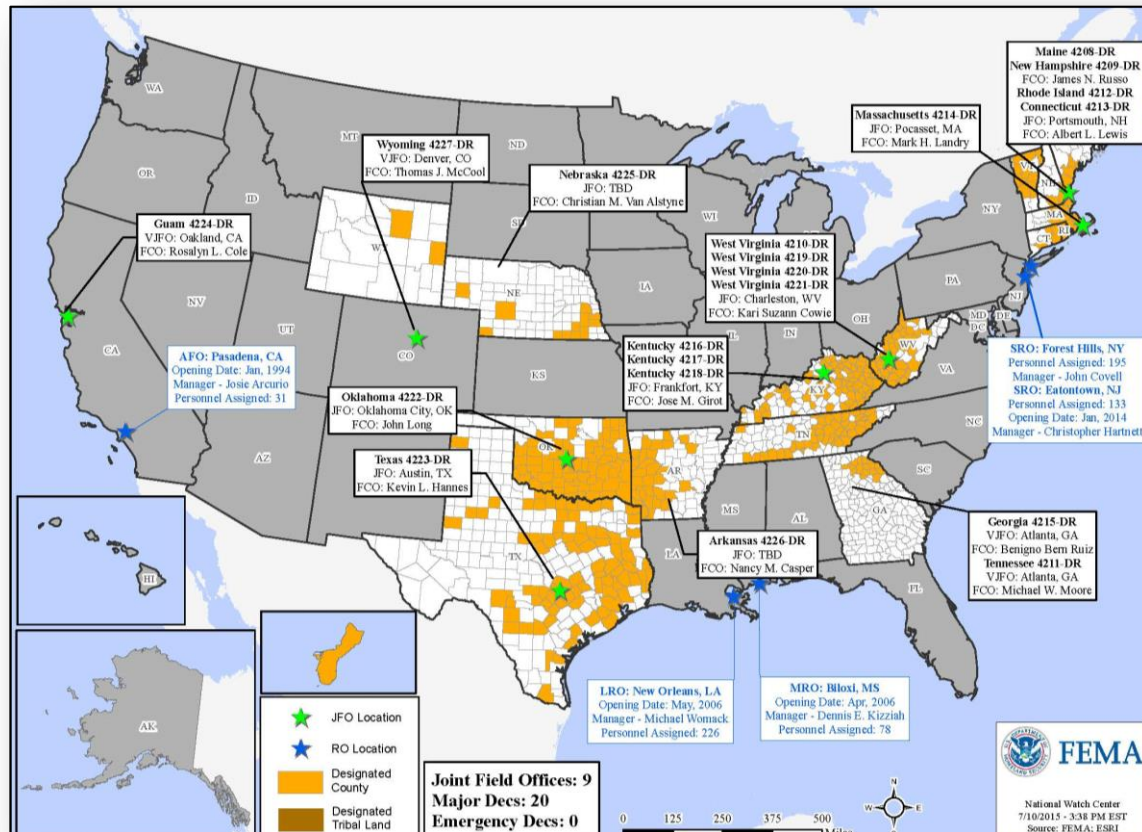 Maine 4208-DR
New Hampshire 4209-DR
FCO: James N. Russo
Rhode Island 4212-DR
Connecticut 4213-DR
JFO: Portsmouth, NH
FCO: Albert L. Lewis
Massachusetts 4214-DR
JFO: Pocasset, MA
FCO: Mark H. Landry
Wyoming 4227-DR
VJFO: Denver, CO
FCO: Thomas J. McCool
Nebraska 4225-DR
JFO: TBD
FCO: Christian M. Van Alstyne
Guam 4224-DR
VJFO: Oakland, CA
FCO: Rosalyn L. Cole
West Virginia 4210-DR
West Virginia 4219-DR
West Virginia 4220-DR
West Virginia 4221-DR
JFO: Charleston, WV
FCO: Kari Suzann Cowie
Kentucky 4216-DR
Kentucky 4217-DR
Kentucky 4218-DR
JFO: Frankfort, KY
FCO: Jose M. Girot
AFO: Pasadena, CA
Opening Date: Jan, 1994
Manager - Josie Arcurio
Personnel Assigned: 31
SRO: Forest Hills, NY
Personnel Assigned: 195
Manager - John Covell
SRO: Eatontown, NJ
Personnel Assigned: 133
Opening Date: Jan, 2014
Manager - Christopher Hartnett
Oklahoma 4222-DR
JFO: Oklahoma City, OK
FCO: John Long
Texas 4223-DR
JFO: Austin, TX
FCO: Kevin L. Hannes
Arkansas 4226-DR
JFO: TBD
FCO: Nancy M. Casper
Georgia 4215-DR
VJFO: Atlanta, GA
FCO: Benigno Bern Ruiz
Tennessee 4211-DR
VJFO: Atlanta, GA
FCO: Michael W. Moore
LRO: New Orleans, LA
Opening Date: May, 2006
Manager - Michael Womack
Personnel Assigned: 226
MRO: Biloxi, MS
Opening Date: Apr, 2006
Manager - Dennis E. Kizziah
Personnel Assigned: 78
WA
MT
ND
OR
ID
WI
NY
NH
MA
RI
CT
PA
NJ
MD
DE
DC
OH
IN
IL
IA
NE
NV
UT
CA
CO
KS
WV
VA
KY
NC
TN
SC
AZ
OK
AR
MS
AL
GA
TX
LA
FL
HI
AK
JFO Location
RO Location
Designated
County
Designated
Tribal Land
Joint Field Offices: 9
Major Decs: 20
Emergency Decs: 0
N
W
E
0
125
250
500
Miles
FEMA
National Watch Center
7/10/2015 - 3:38 PM EST
Source: FEMA; ESRI